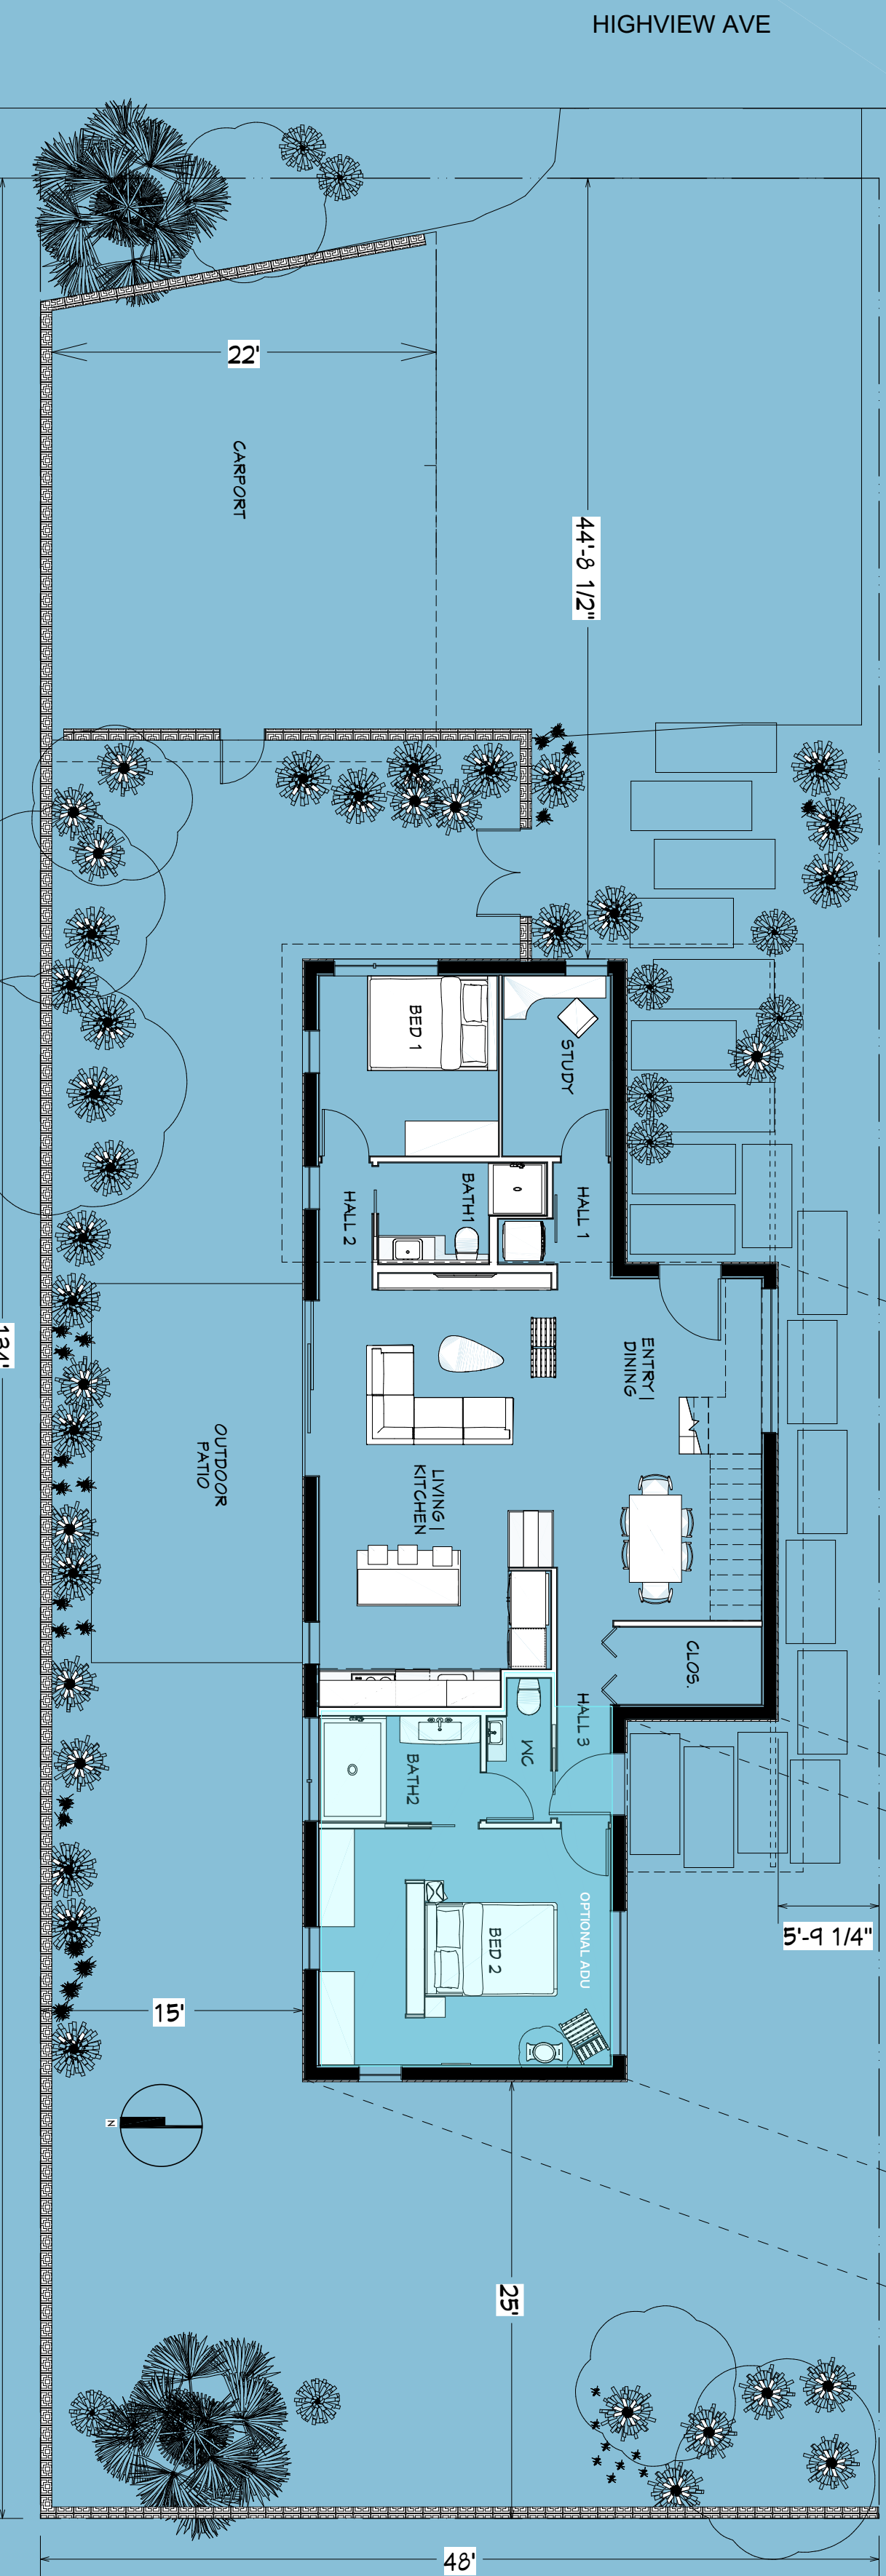 HIGHVIEW AVE
22'
CARPORT
44'-8 1/2"
BED 1
STUDY
BATH1
HALL 1
HALL 2
134'
ENTRY |
DINING
OUTDOOR
PATIO
LIVING |
KITCHEN
CLOS.
HALL 3
WC
BATH2
OPTIONAL ADU
BED 2
5'-9 1/4"
15'
N
25'
48'